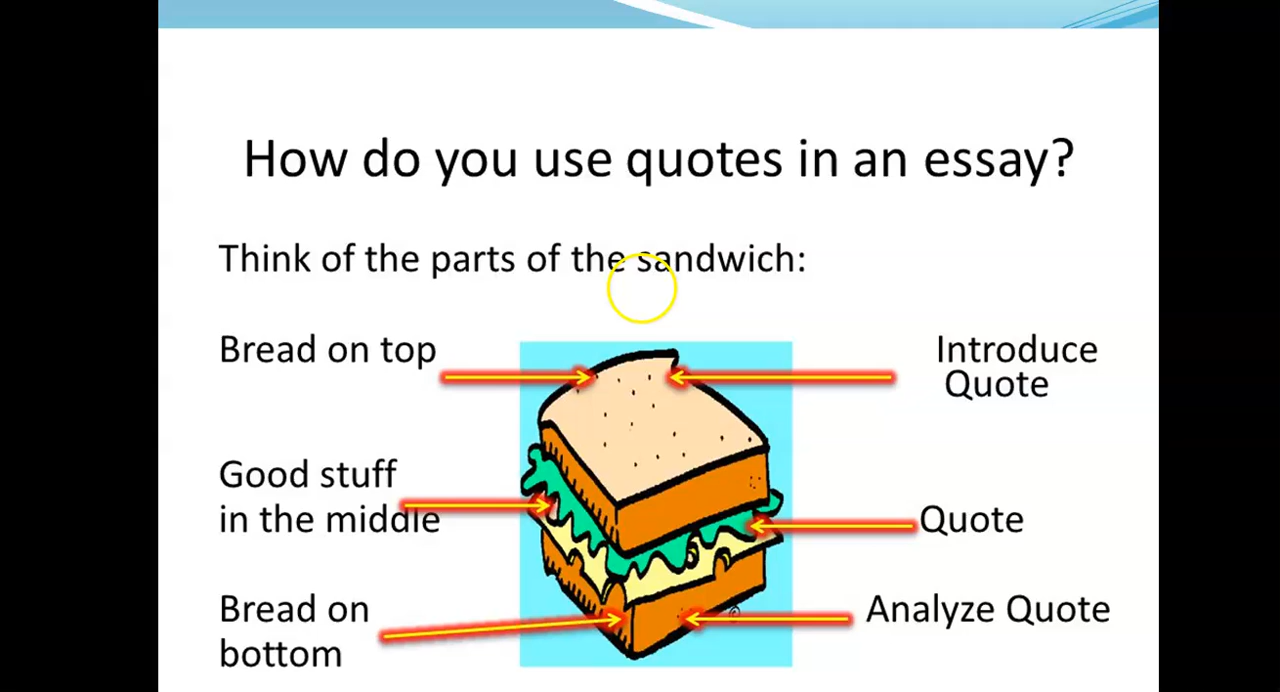 How do you use quotes in an essay?
Think of the parts of the sandwich:
Bread on top
Introduce
Quote
Good stuff
in the middle
Quote
Bread on
bottom
Analyze Quote